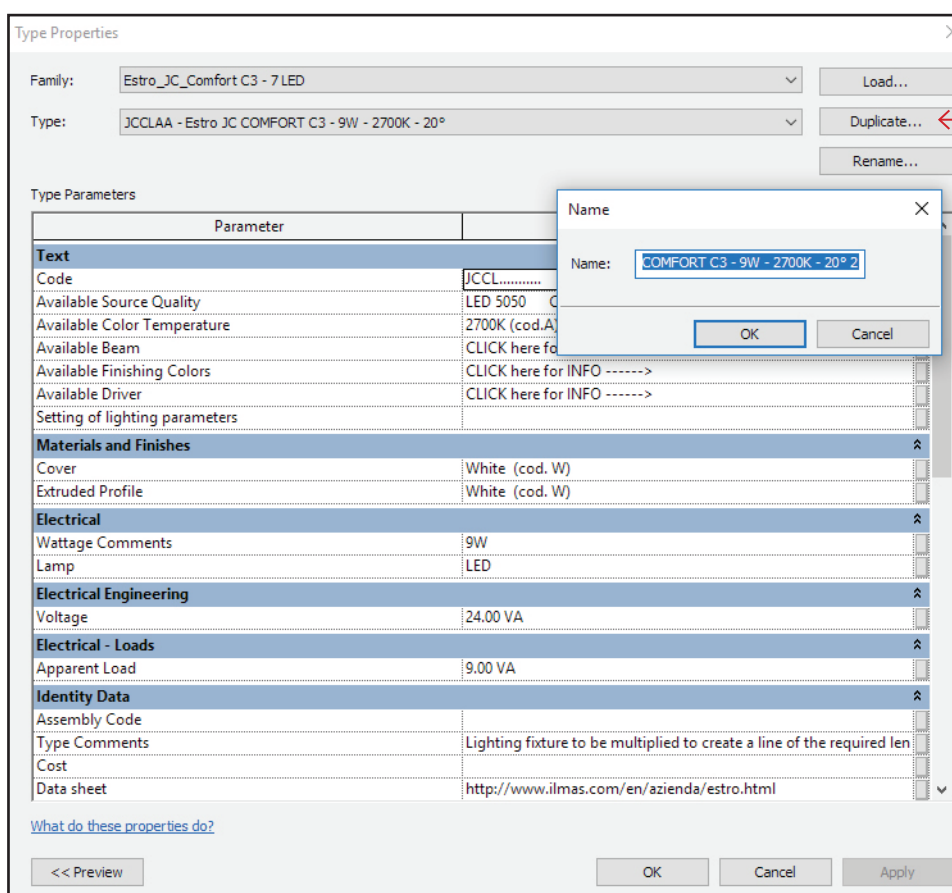 Type Properties
Family: Estro_JC_Comfort C3 - 7 LED Load...
Type: JCCLAA - Estro JC COMFORT C3 - 9W - 2700K - 20° Duplicate...
Rename...
Type Parameters
Parameter
Name
Name: COMFORT C3 - 9W - 2700K - 20° 2
OK Cancel
Text
Code JCCL...........
Available Source Quality LED 5050
Available Color Temperature 2700K (cod.A)
Available Beam CLICK here fo
Available Finishing Colors CLICK here for INFO ------>
Available Driver CLICK here for INFO ------>
Setting of lighting parameters
Materials and Finishes
Cover White (cod. W)
Extruded Profile White (cod. W)
Electrical
Wattage Comments 9W
Lamp LED
Electrical Engineering
Voltage 24.00 VA
Electrical - Loads
Apparent Load 9.00 VA
Identity Data
Assembly Code
Type Comments Lighting fixture to be multiplied to create a line of the required len
Cost
Data sheet http://www.ilmas.com/en/azienda/estro.html
What do these properties do?
<< Preview OK Cancel Apply